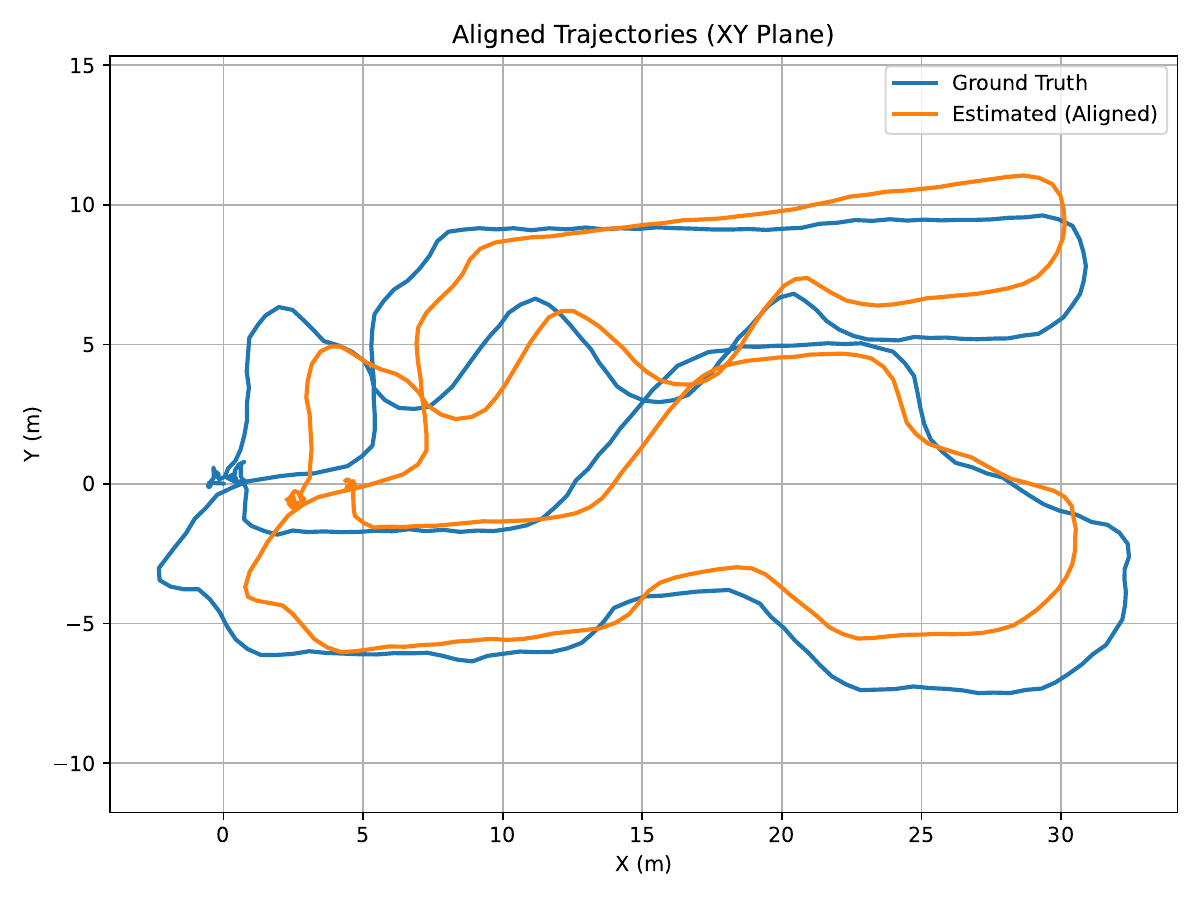 Aligned Trajectories (XY Plane)
Ground Truth
Estimated (Aligned)
15
10
5
0
−5
−10
Y (m)
0 5 10 15 20 25 30
X (m)